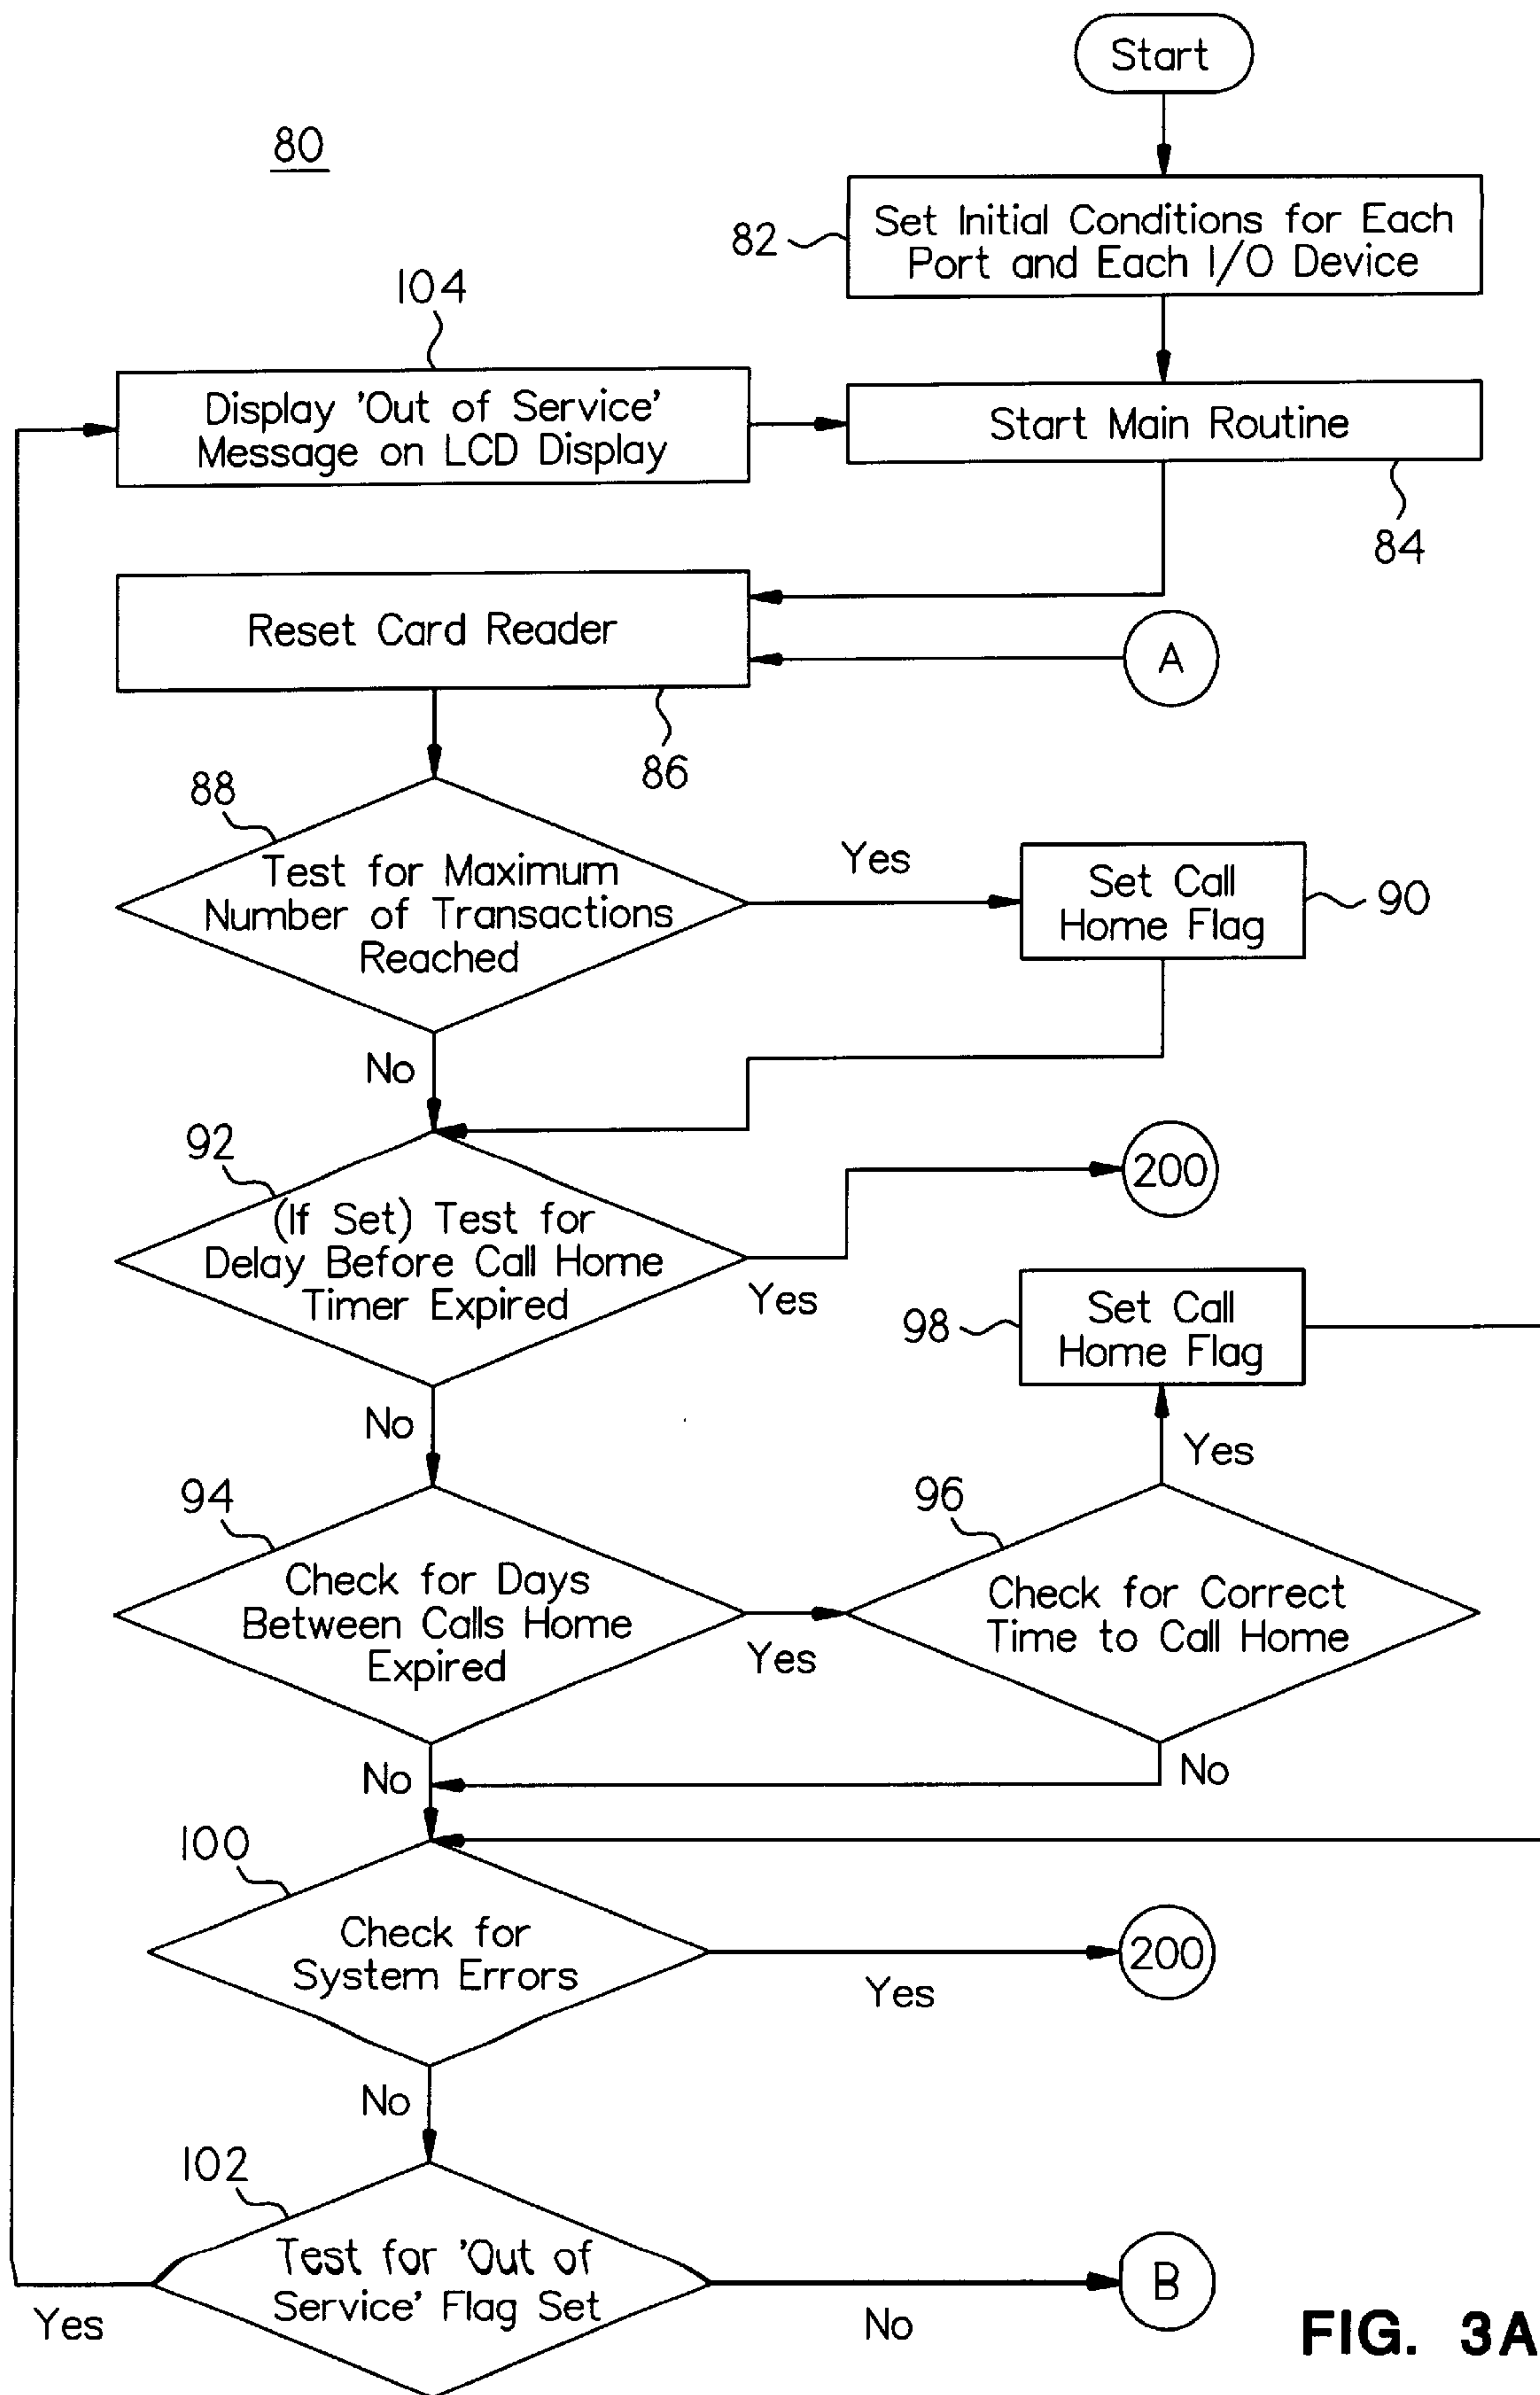 Start
80
82
Set Initial Conditions for Each
Port and Each I/O Device
104
Display 'Out of Service'
Message on LCD Display
Start Main Routine
84
Reset Card Reader
A
86
88
Test for Maximum
Number of Transactions
Reached
Yes
Set Call
Home Flag
90
No
92
(If Set) Test for
Delay Before Call Home
Timer Expired
Yes
200
98
Set Call
Home Flag
No
Yes
94
Check for Days
Between Calls Home
Expired
Yes
96
Check for Correct
Time to Call Home
No
No
100
Check for
System Errors
Yes
200
No
102
Test for 'Out of
Service' Flag Set
Yes
No
B
FIG. 3A